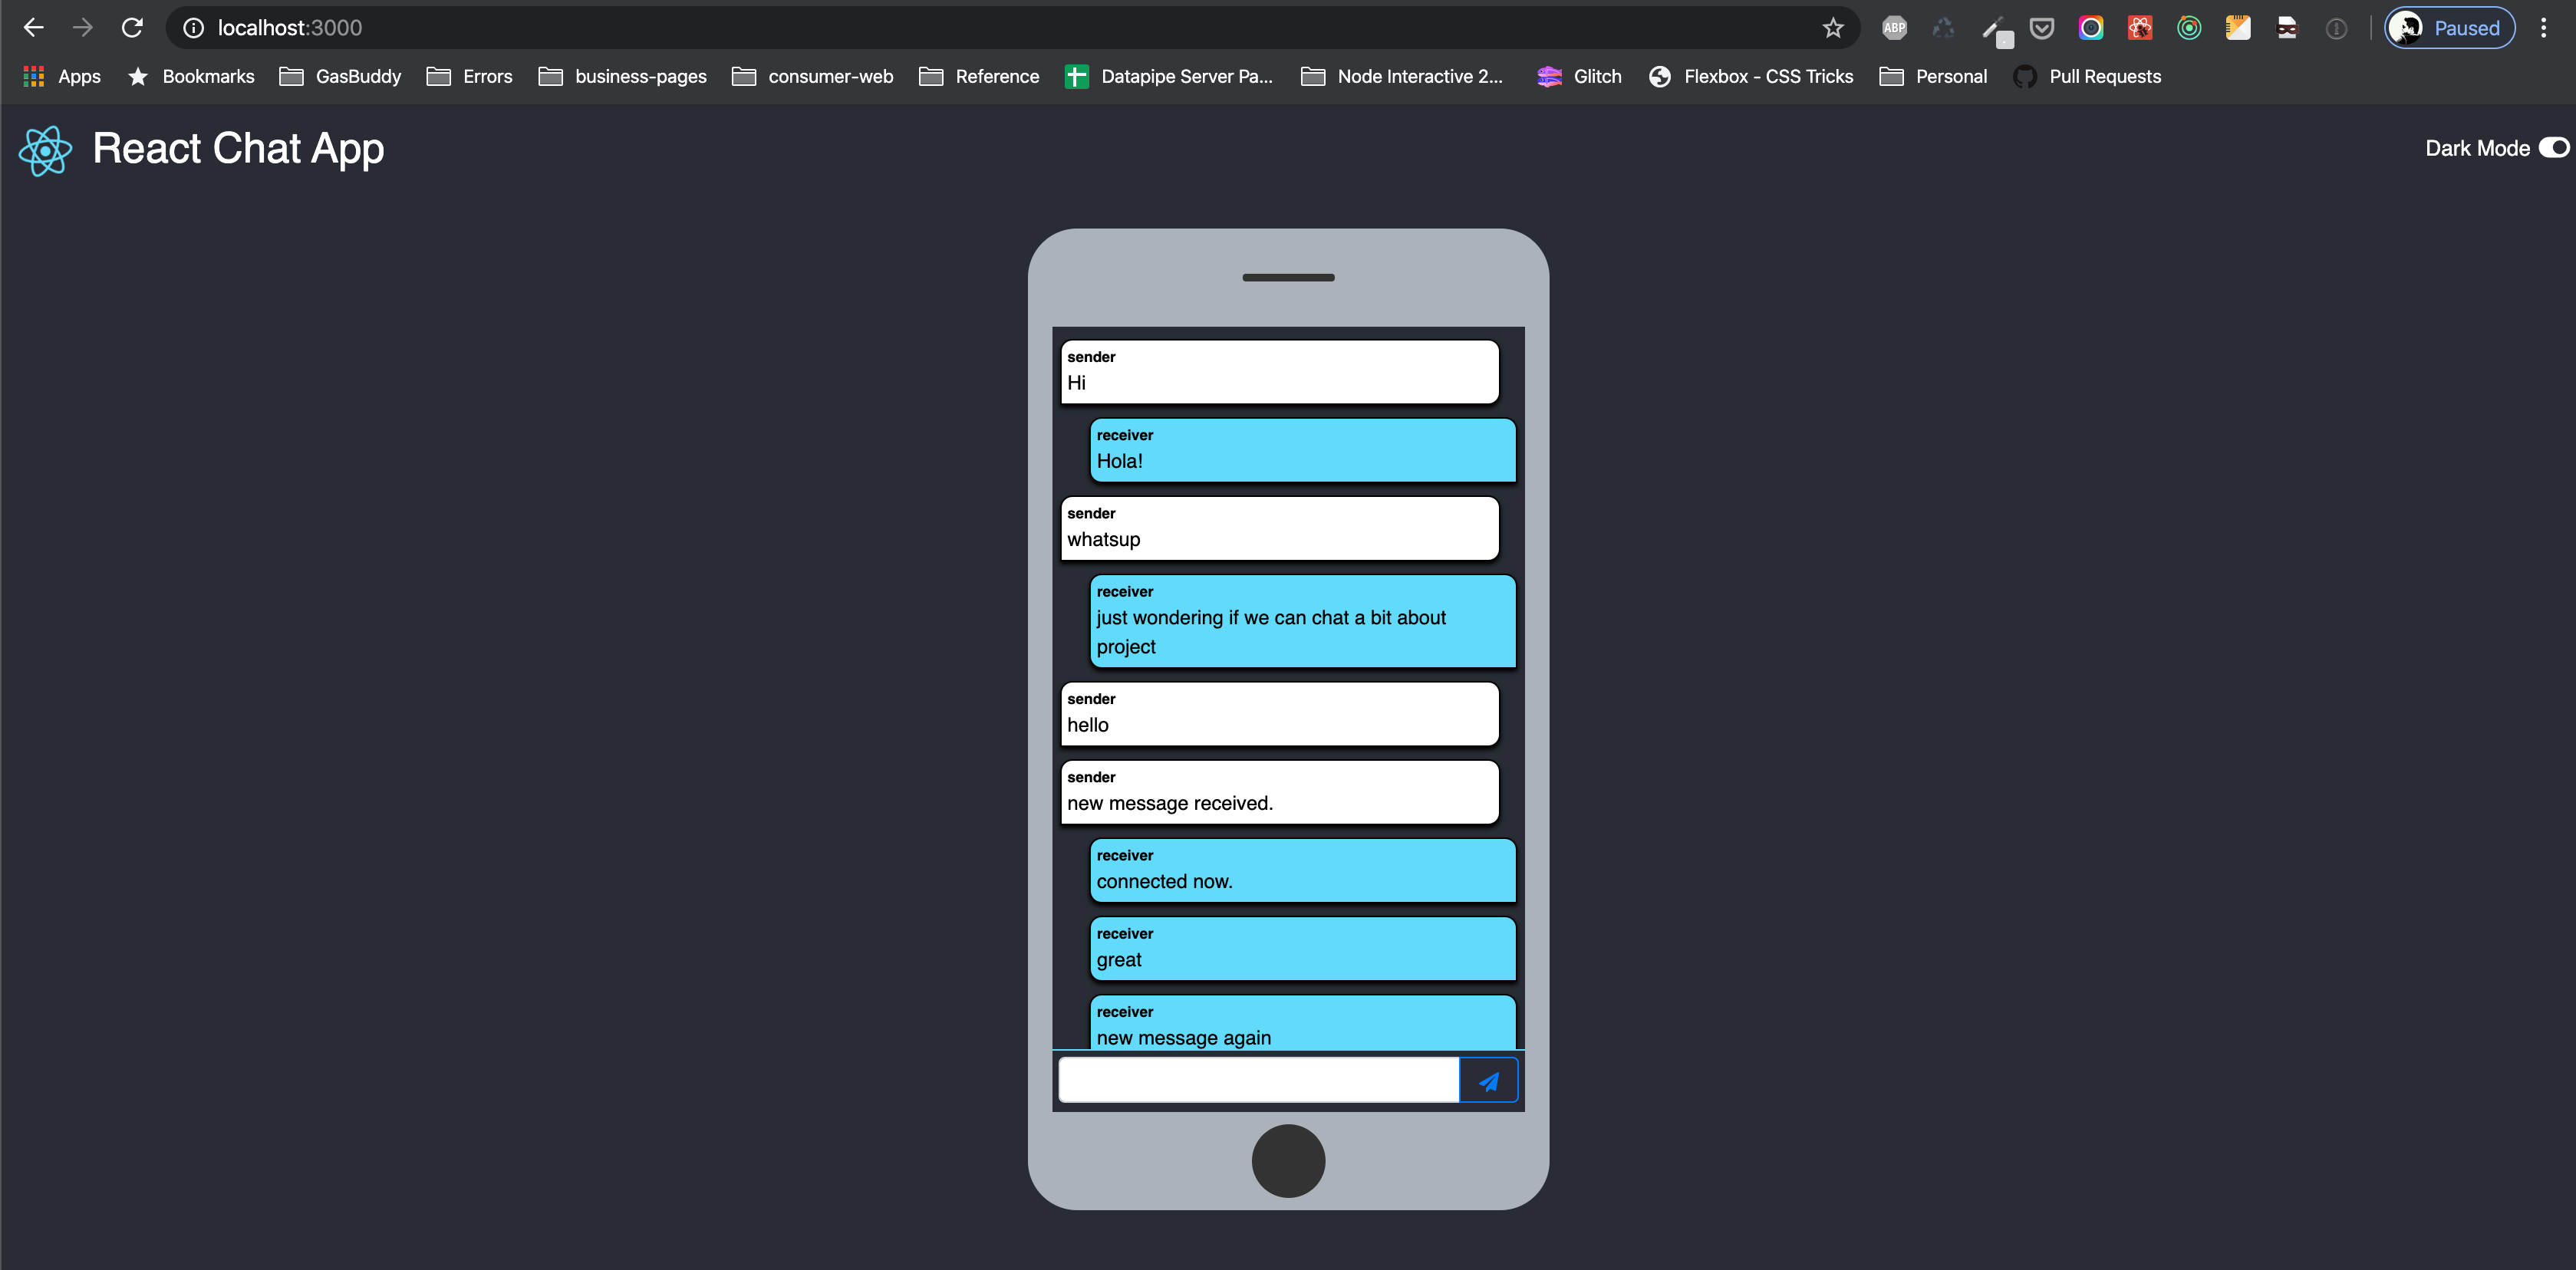 localhost:3000
ABP
Paused
Apps
Bookmarks
GasBuddy
Errors
business-pages
consumer-web
Reference
Datapipe Server Pa...
Node Interactive 2...
Glitch
Flexbox - CSS Tricks
Personal
Pull Requests
React Chat App
Dark Mode
sender
Hi
receiver
Hola!
sender
whatsup
receiver
just wondering if we can chat a bit about
project
sender
hello
sender
new message received.
receiver
connected now.
receiver
great
receiver
new message again